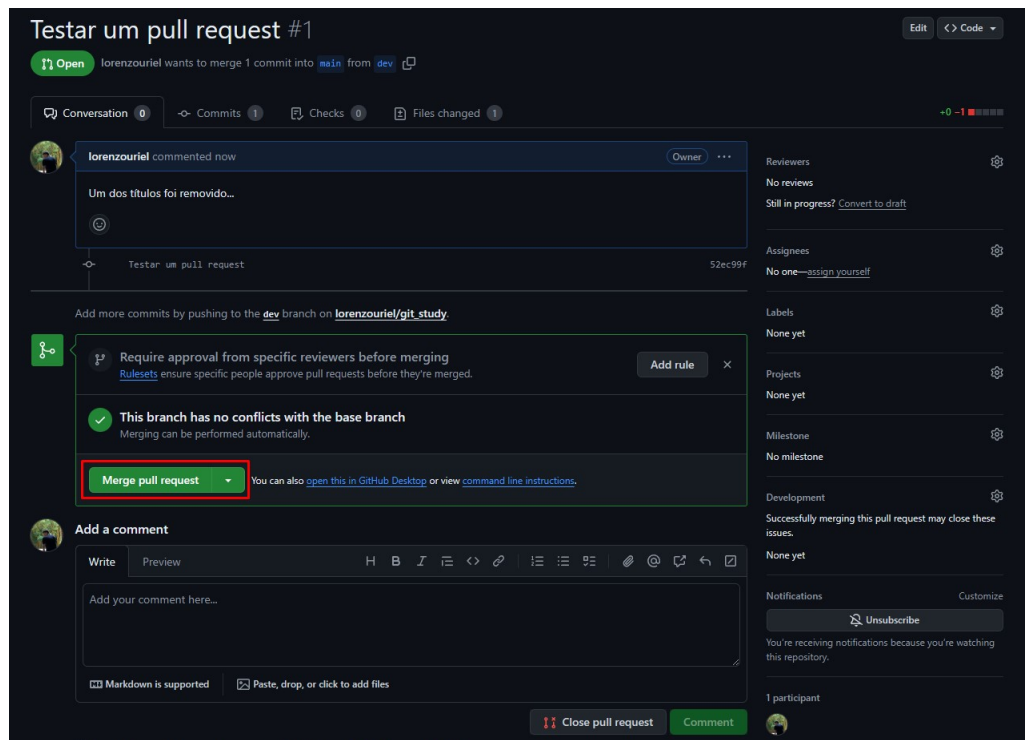 Testar um pull request #1
Edit
Code
Open
lorenzouriel wants to merge 1 commit into main from dev
Conversation 0
Commits 1
Checks 0
Files changed 1
+0 −1
lorenzouriel commented now
Owner
Um dos títulos foi removido...
Testar um pull request
52ec99f
Add more commits by pushing to the dev branch on lorenzouriel/git_study.
Require approval from specific reviewers before merging
Rulesets ensure specific people approve pull requests before they're merged.
Add rule
This branch has no conflicts with the base branch
Merging can be performed automatically.
Merge pull request
You can also open this in GitHub Desktop or view command line instructions.
Add a comment
Write
Preview
Add your comment here...
Markdown is supported
Paste, drop, or click to add files
Close pull request
Comment
Reviewers
No reviews
Still in progress? Convert to draft
Assignees
No one—assign yourself
Labels
None yet
Projects
None yet
Milestone
No milestone
Development
Successfully merging this pull request may close these
issues.
None yet
Notifications
Customize
Unsubscribe
You're receiving notifications because you're watching
this repository.
1 participant